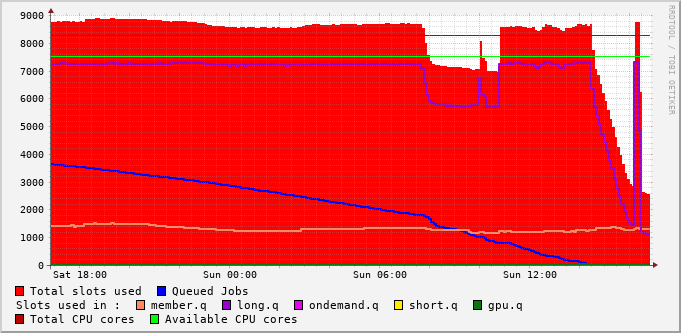 9000
8000
7000
6000
5000
4000
3000
2000
1000
0
Sat 18:00 Sun 00:00 Sun 06:00 Sun 12:00
RRDTOOL / TOBI OETIKER
Total slots used Queued Jobs
Slots used in : member.q long.q ondemand.q short.q gpu.q
Total CPU cores Available CPU cores